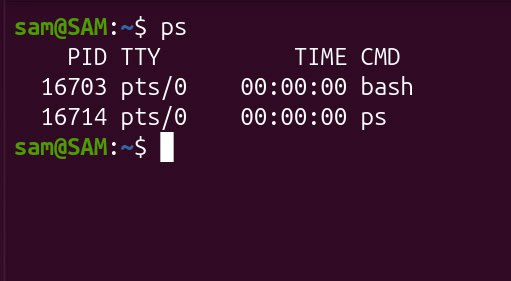 sam@SAM:~$ ps
    PID TTY          TIME CMD
  16703 pts/0    00:00:00 bash
  16714 pts/0    00:00:00 ps
sam@SAM:~$